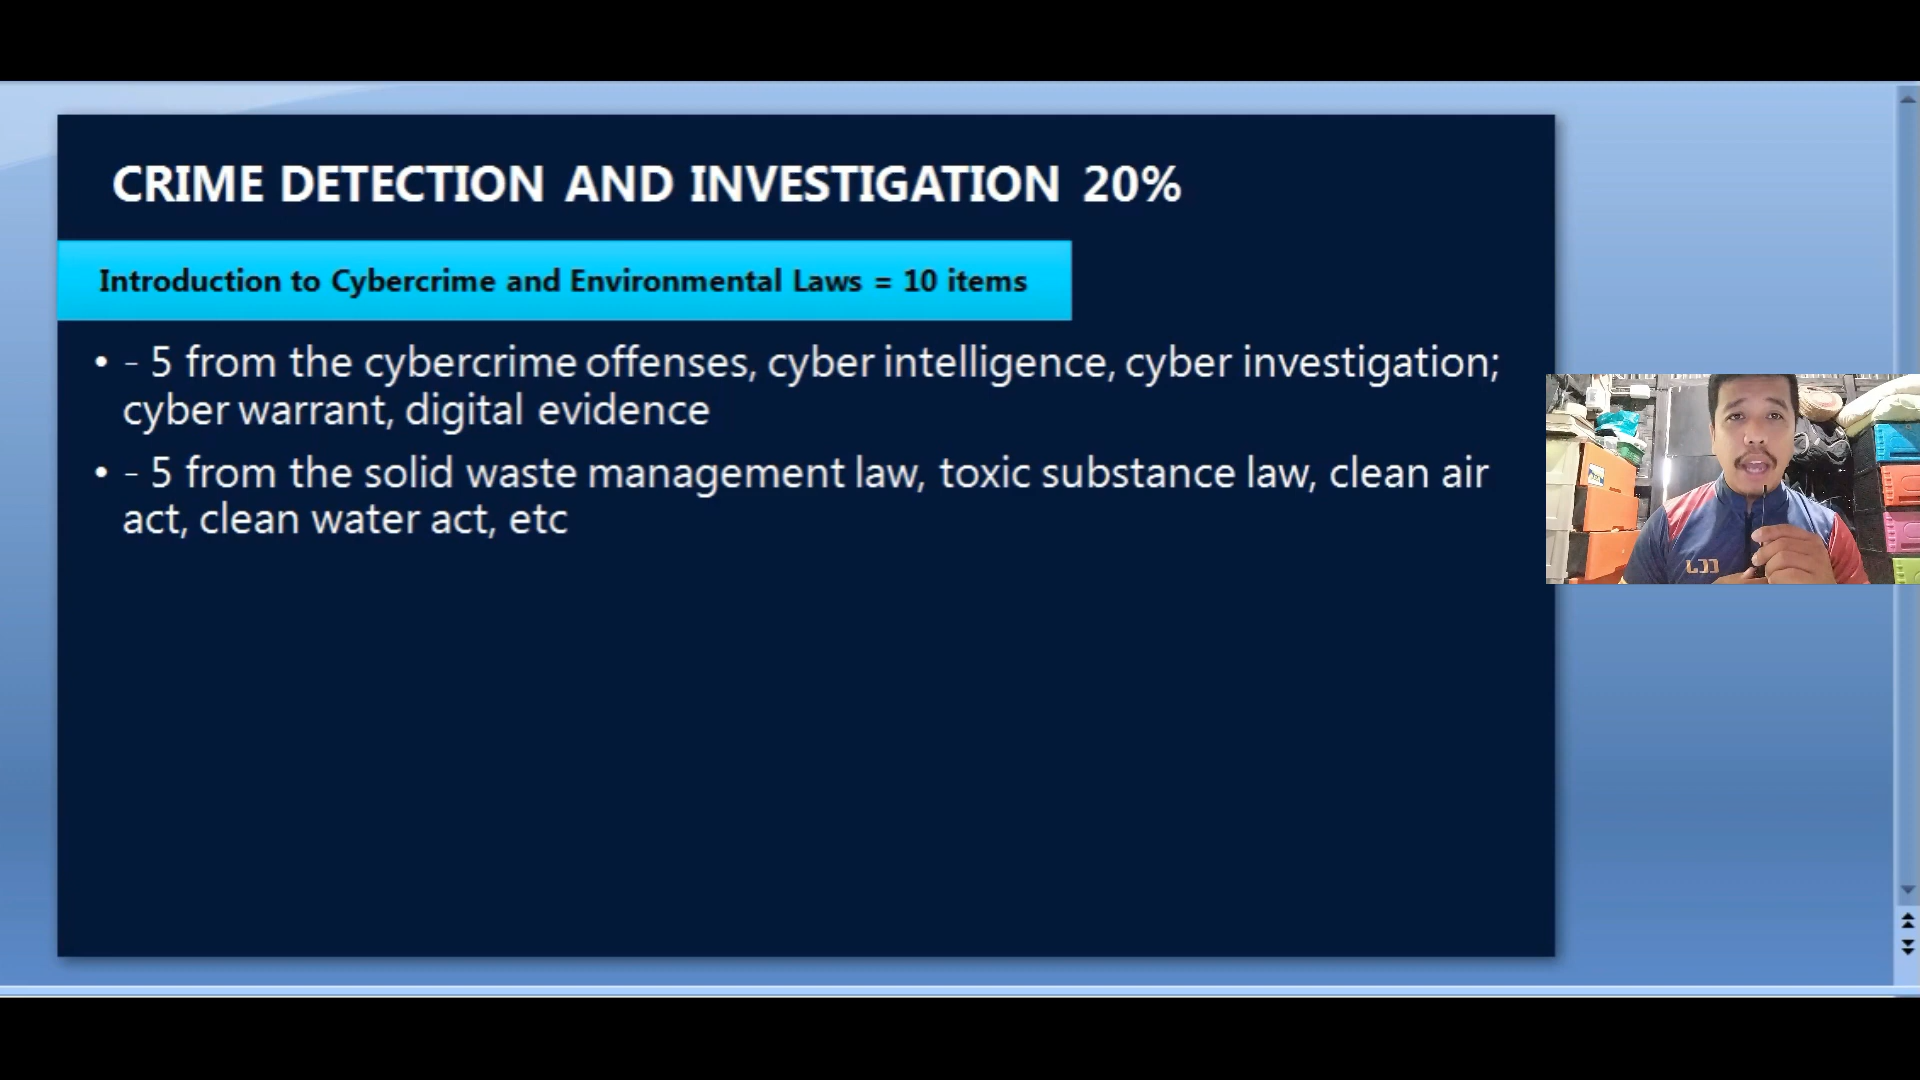 CRIME DETECTION AND INVESTIGATION 20%
Introduction to Cybercrime and Environmental Laws = 10 items
• - 5 from the cybercrime offenses, cyber intelligence, cyber investigation;
cyber warrant, digital evidence
• - 5 from the solid waste management law, toxic substance law, clean air
act, clean water act, etc